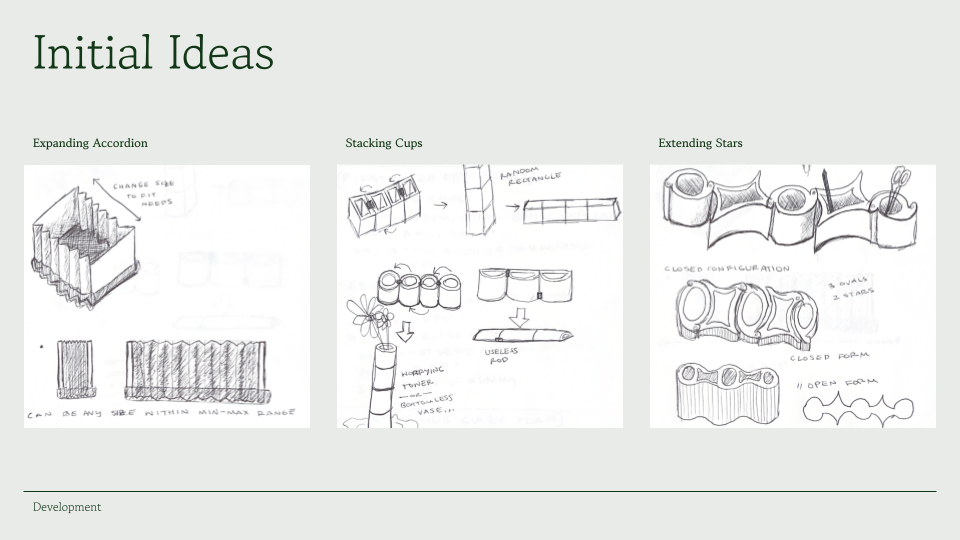 Initial Ideas
Expanding Accordion
CHANGE SIZE
TO FIT
NEEDS
CAN BE ANY SIZE WITHIN MIN-MAX RANGE
Stacking Cups
RANDOM
RECTANGLE
USELESS
ROD
WORRYING
TOWER
—OR—
BOTTOMLESS
VASE...
Extending Stars
CLOSED CONFIGURATION
3 OVALS
2 STARS
CLOSED FORM
OPEN FORM
Development